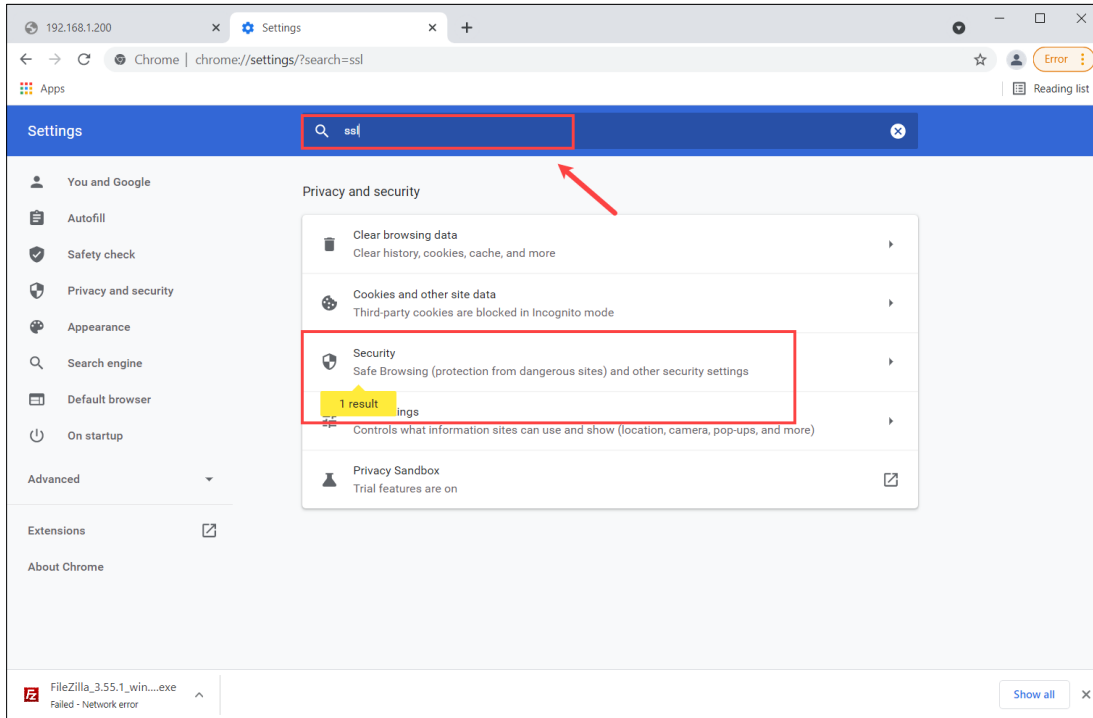 192.168.1.200
Settings
Chrome | chrome://settings/?search=ssl
Error
Apps
Reading list
Settings
ssl
You and Google
Autofill
Safety check
Privacy and security
Appearance
Search engine
Default browser
On startup
Advanced
Extensions
About Chrome
Privacy and security
Clear browsing data
Clear history, cookies, cache, and more
Cookies and other site data
Third-party cookies are blocked in Incognito mode
Security
Safe Browsing (protection from dangerous sites) and other security settings
1 result
ings
Controls what information sites can use and show (location, camera, pop-ups, and more)
Privacy Sandbox
Trial features are on
FileZilla_3.55.1_win....exe
Failed - Network error
Show all